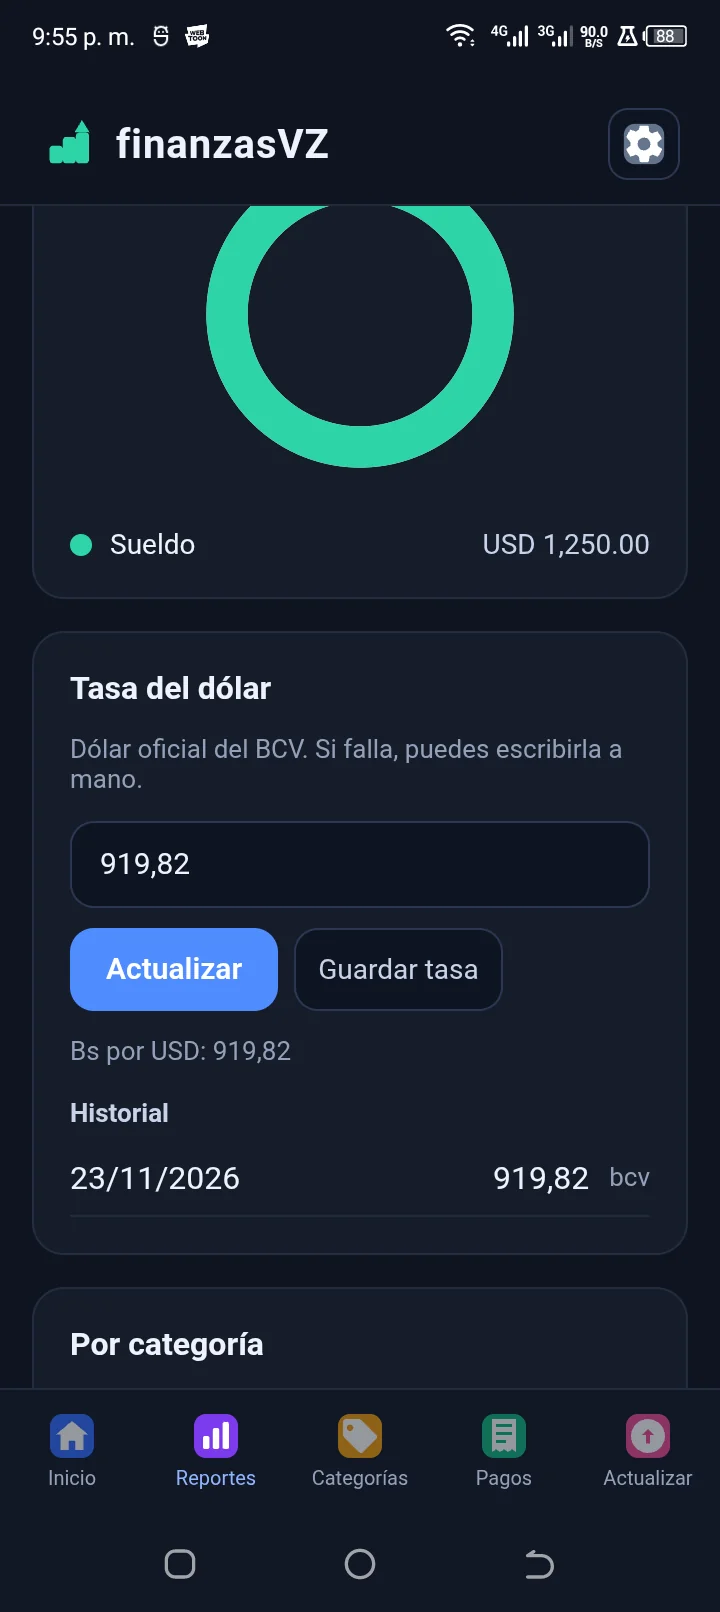 9:55 p. m.
WEB
TOON
4G
3G
90.0
B/S
88
finanzasVZ
Sueldo
USD 1,250.00
Tasa del dólar
Dólar oficial del BCV. Si falla, puedes escribirla a
mano.
919,82
Actualizar
Guardar tasa
Bs por USD: 919,82
Historial
23/11/2026
919,82 bcv
Por categoría
Inicio
Reportes
Categorías
Pagos
Actualizar